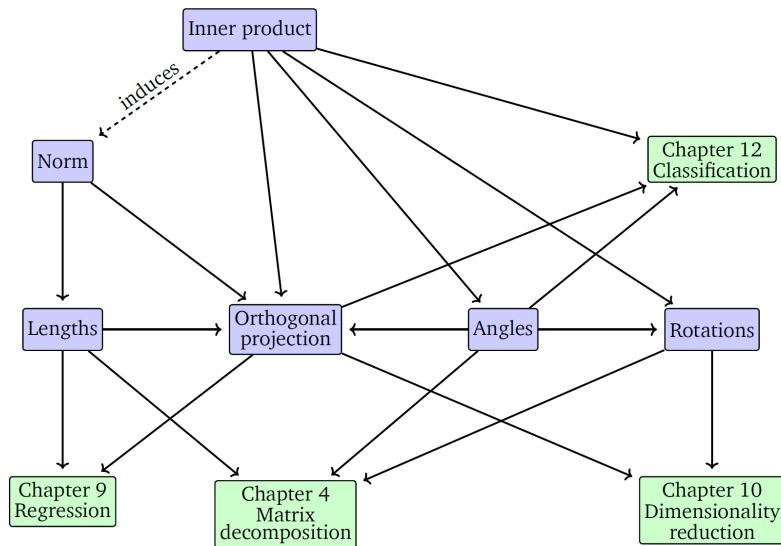 Inner product
induces
Norm
Chapter 12
Classification
Lengths
Orthogonal
projection
Angles
Rotations
Chapter 9
Regression
Chapter 4
Matrix
decomposition
Chapter 10
Dimensionality
reduction